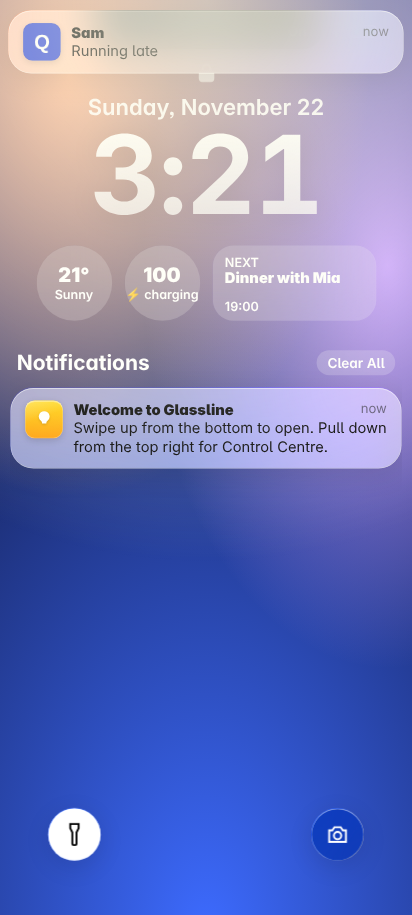 Q
Sam
now
Running late
Sunday, November 22
3:21
21°
Sunny
100
⚡ charging
NEXT
Dinner with Mia
19:00
Notifications
Clear All
Welcome to Glassline
now
Swipe up from the bottom to open. Pull down
from the top right for Control Centre.